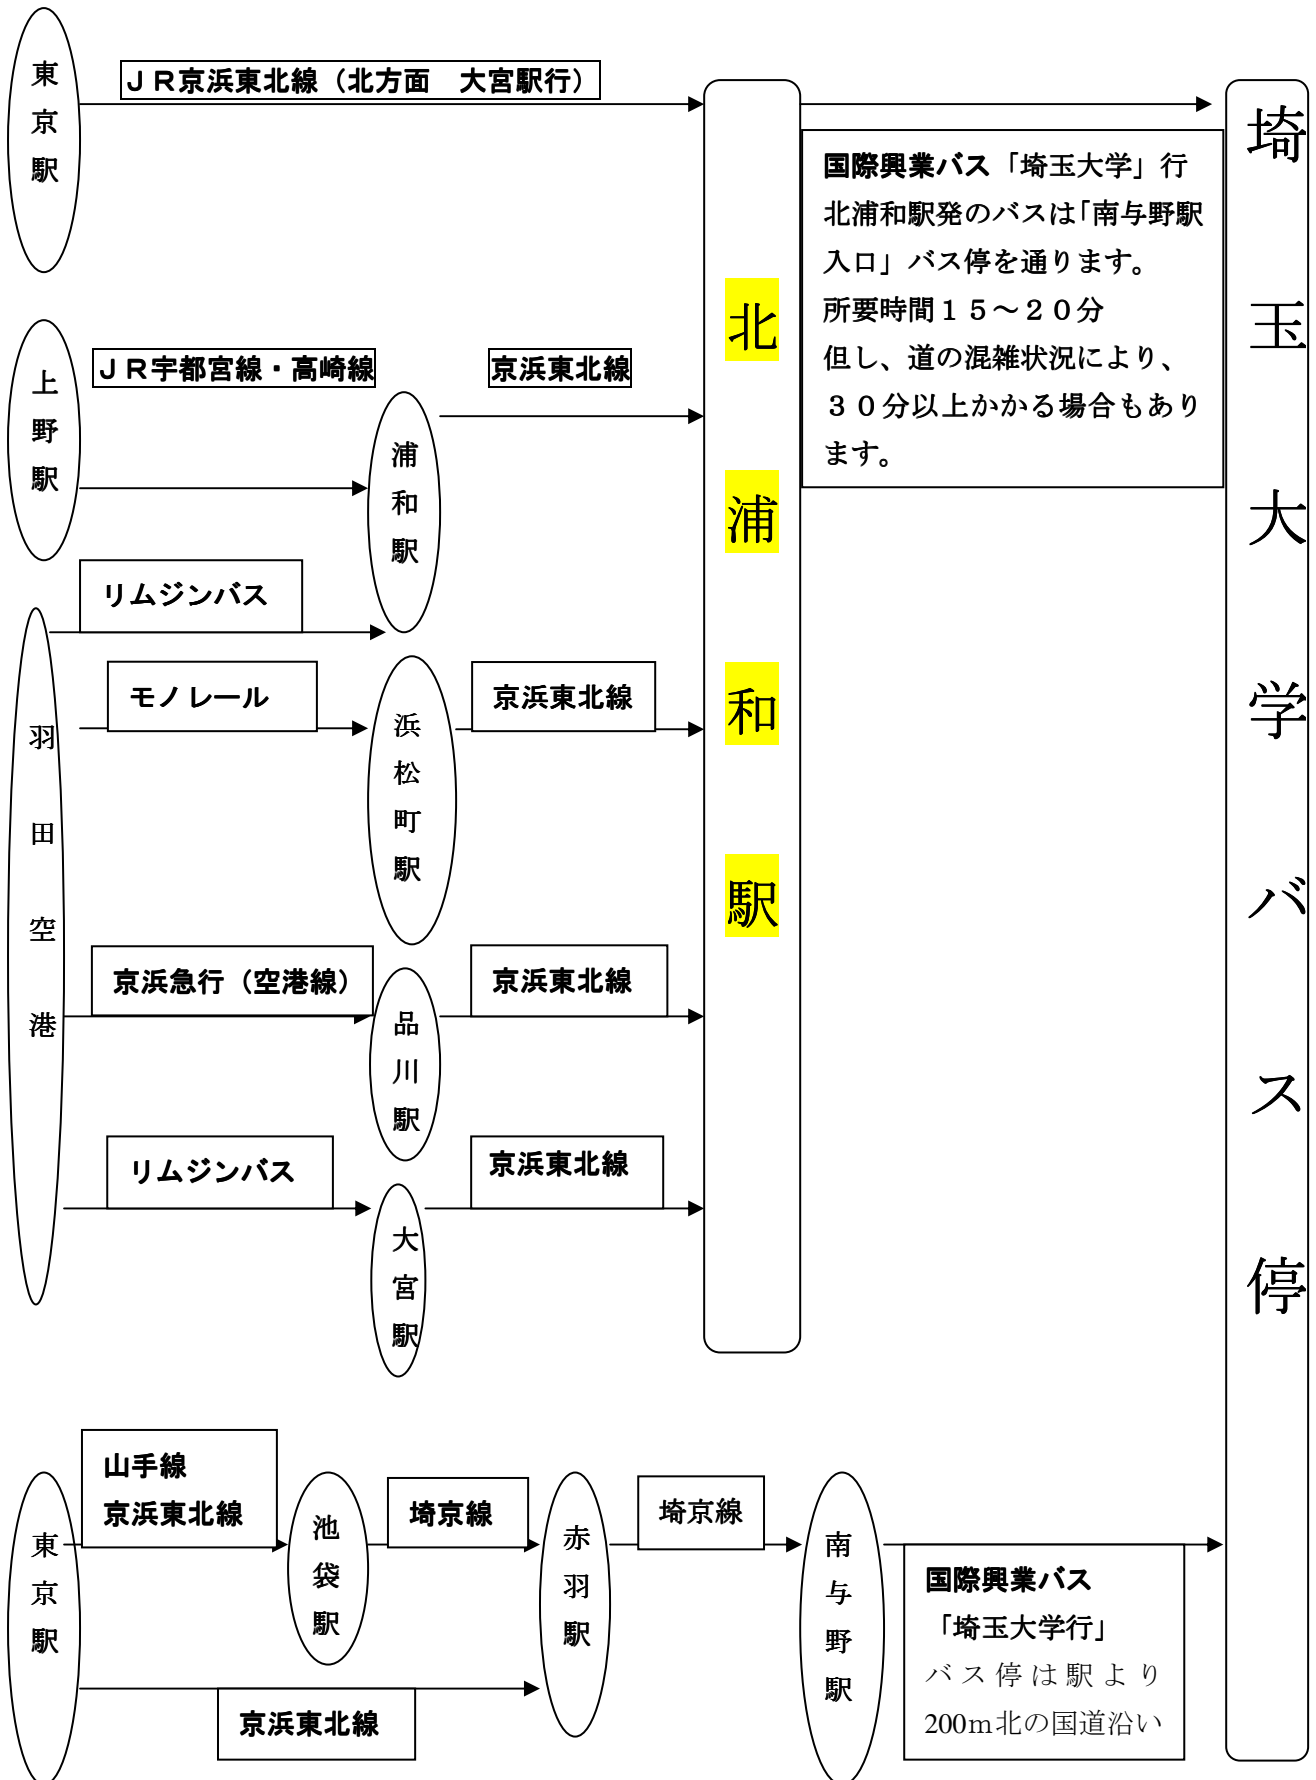 東京駅
ＪＲ京浜東北線（北方面　大宮駅行）
上野駅
ＪＲ宇都宮線・高崎線
浦和駅
京浜東北線
羽田空港
リムジンバス
モノレール
浜松町駅
京浜東北線
京浜急行（空港線）
品川駅
京浜東北線
リムジンバス
大宮駅
京浜東北線
北浦和駅
国際興業バス「埼玉大学」行
北浦和駅発のバスは「南与野駅
入口」バス停を通ります。
所要時間１５～２０分
但し、道の混雑状況により、
３０分以上かかる場合もあり
ます。
埼玉大学バス停
東京駅
山手線
京浜東北線
池袋駅
埼京線
京浜東北線
赤羽駅
埼京線
南与野駅
国際興業バス
「埼玉大学行」
バス停は駅より
200ｍ北の国道沿い